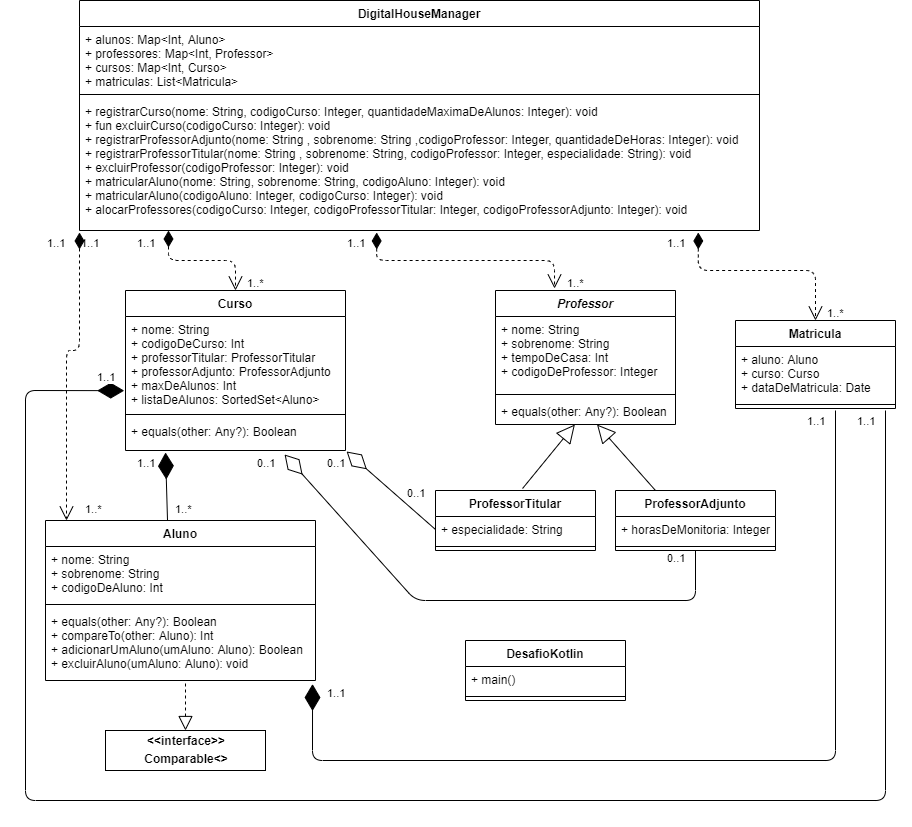 DigitalHouseManager
+ alunos: Map<Int, Aluno>
+ professores: Map<Int, Professor>
+ cursos: Map<Int, Curso>
+ matriculas: List<Matricula>
+ registrarCurso(nome: String, codigoCurso: Integer, quantidadeMaximaDeAlunos: Integer): void
+ fun excluirCurso(codigoCurso: Integer): void
+ registrarProfessorAdjunto(nome: String , sobrenome: String ,codigoProfessor: Integer, quantidadeDeHoras: Integer): void
+ registrarProfessorTitular(nome: String , sobrenome: String, codigoProfessor: Integer, especialidade: String): void
+ excluirProfessor(codigoProfessor: Integer): void
+ matricularAluno(nome: String, sobrenome: String, codigoAluno: Integer): void
+ matricularAluno(codigoAluno: Integer, codigoCurso: Integer): void
+ alocarProfessores(codigoCurso: Integer, codigoProfessorTitular: Integer, codigoProfessorAdjunto: Integer): void
1..1
1..1
1..1
1..1
1..1
1..*
1..*
1..*
Curso
+ nome: String
+ codigoDeCurso: Int
+ professorTitular: ProfessorTitular
+ professorAdjunto: ProfessorAdjunto
+ maxDeAlunos: Int
+ listaDeAlunos: SortedSet<Aluno>
+ equals(other: Any?): Boolean
Professor
+ nome: String
+ sobrenome: String
+ tempoDeCasa: Int
+ codigoDeProfessor: Integer
+ equals(other: Any?): Boolean
Matricula
+ aluno: Aluno
+ curso: Curso
+ dataDeMatricula: Date
1..1
1..1
1..1
1..1
0..1
0..1
0..1
ProfessorTitular
+ especialidade: String
ProfessorAdjunto
+ horasDeMonitoria: Integer
0..1
1..*
1..*
Aluno
+ nome: String
+ sobrenome: String
+ codigoDeAluno: Int
+ equals(other: Any?): Boolean
+ compareTo(other: Aluno): Int
+ adicionarUmAluno(umAluno: Aluno): Boolean
+ excluirAluno(umAluno: Aluno): void
DesafioKotlin
+ main()
1..1
<<interface>>
Comparable<>